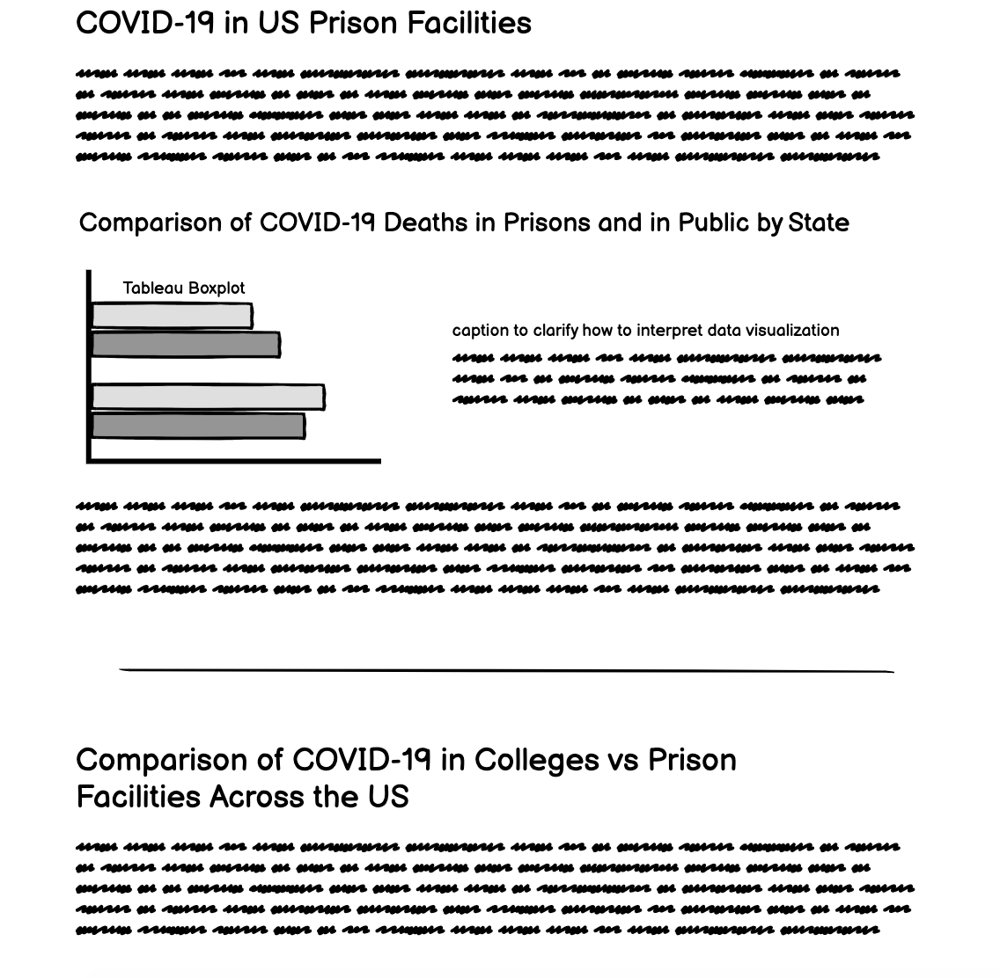 COVID-19 in US Prison Facilities
Comparison of COVID-19 Deaths in Prisons and in Public by State
Tableau Boxplot
caption to clarify how to interpret data visualization
Comparison of COVID-19 in Colleges vs Prison
Facilities Across the US